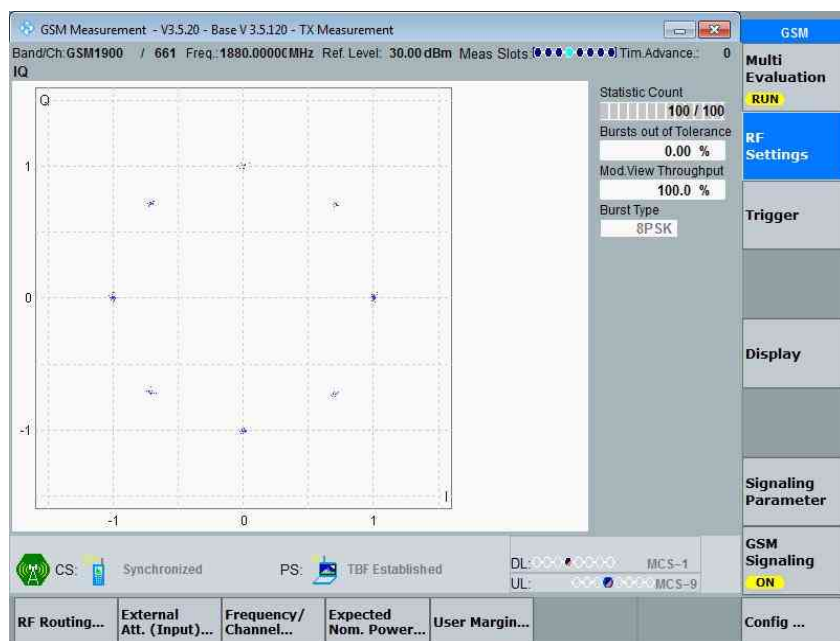 GSM Measurement - V3.5.20 - Base V 3.5.120 - TX Measurement
Band/Ch: GSM1900 / 661 Freq.: 1880.00000 MHz Ref. Level: 30.00 dBm Meas Slots: Tim.Advance.: 0
IQ
Q
1
0
-1
-1 0 1
I
Statistic Count
100 / 100
Bursts out of Tolerance
0.00 %
Mod.View Throughput
100.0 %
Burst Type
8PSK
CS: Synchronized PS: TBF Established
DL: MCS-1
UL: MCS-9
GSM
Multi
Evaluation
RUN
RF
Settings
Trigger
Display
Signaling
Parameter
GSM
Signaling
ON
RF Routing...
External
Att. (Input)...
Frequency/
Channel...
Expected
Nom. Power...
User Margin...
Config ...